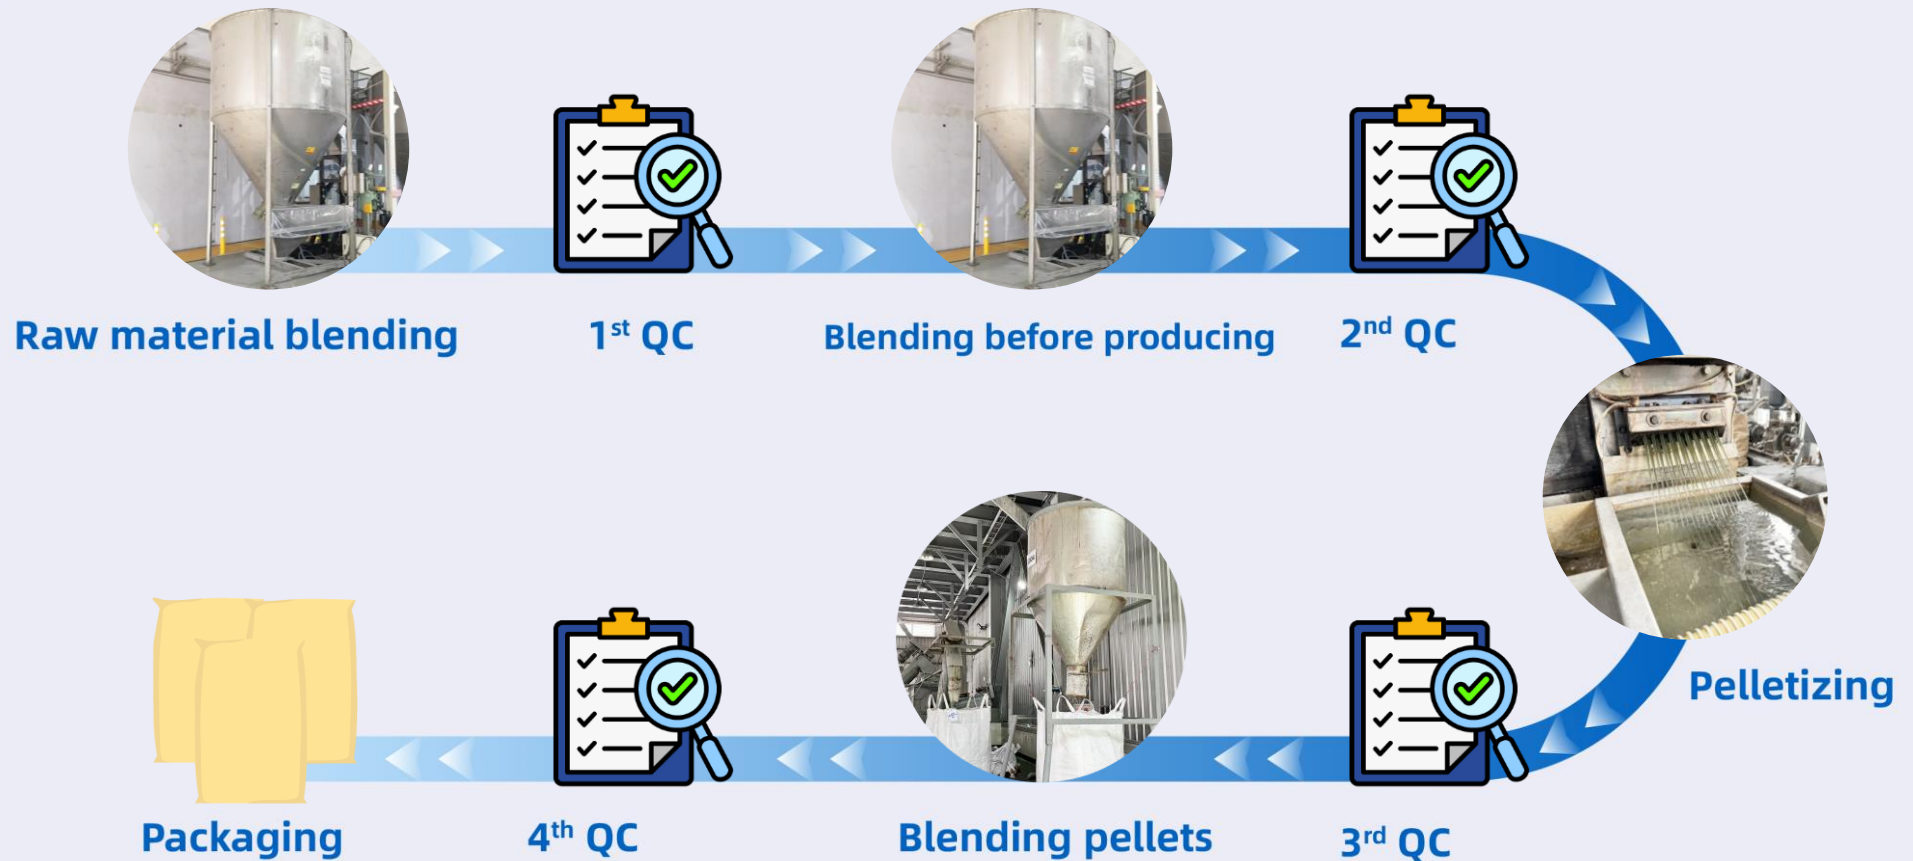 Raw material blending
1st QC
Blending before producing
2nd QC
Pelletizing
3rd QC
Blending pellets
4th QC
Packaging